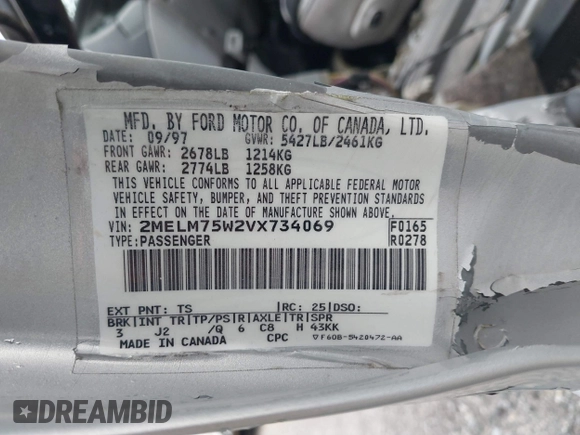 MFD. BY FORD MOTOR CO. OF CANADA, LTD.
DATE: 09/97 GVWR: 5427LB/2461KG
FRONT GAWR: 2678LB 1214KG
REAR GAWR: 2774LB 1258KG
THIS VEHICLE CONFORMS TO ALL APPLICABLE FEDERAL MOTOR
VEHICLE SAFETY, BUMPER, AND THEFT PREVENTION STANDARDS
IN EFFECT ON THE DATE OF MANUFACTURE SHOWN ABOVE.
VIN: 2MELM75W2VX734069 F0165
TYPE: PASSENGER R0278
EXT PNT: TS RC: 25 DSO:
BRK INT TR TP/PS R AXLE TR SPR
3 J2 /Q 6 C8 H 43KK
MADE IN CANADA CPC ▽F60B-5420472-AA
DREAMBID